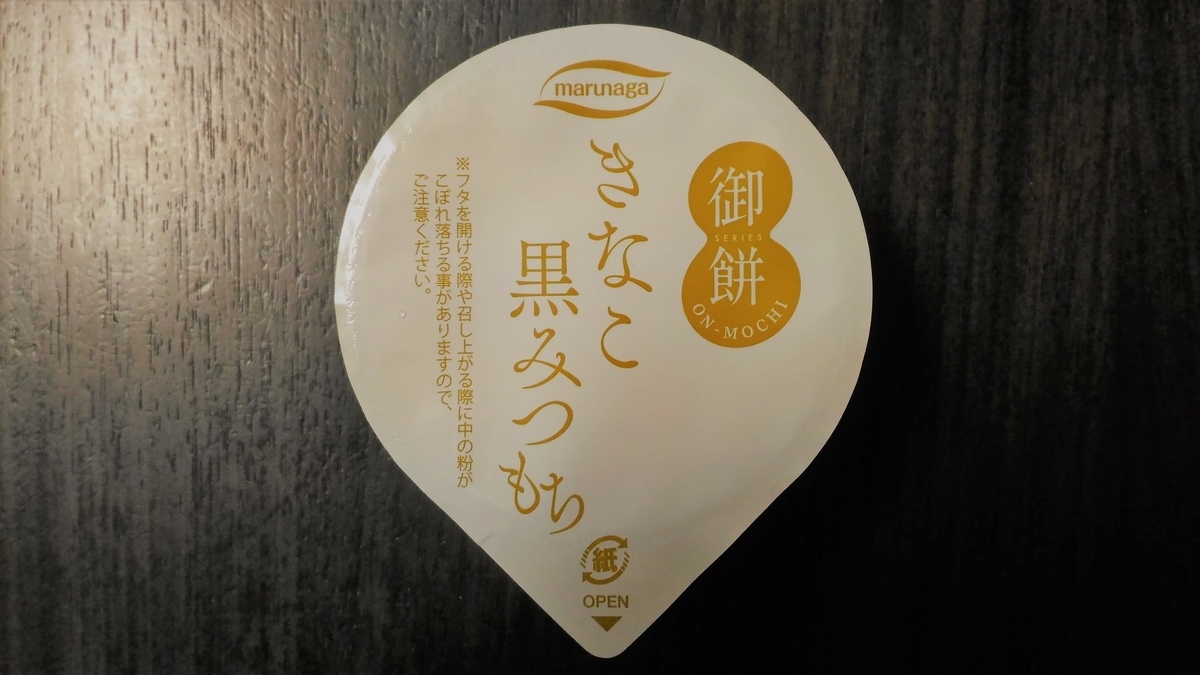 marunaga
御
SERIES
餅
ON-MOCHI
きなこ
黒みつ
もち
※フタを開ける際や召し上がる際に中の粉が
こぼれ落ちる事がありますので、
ご注意ください。
紙
OPEN